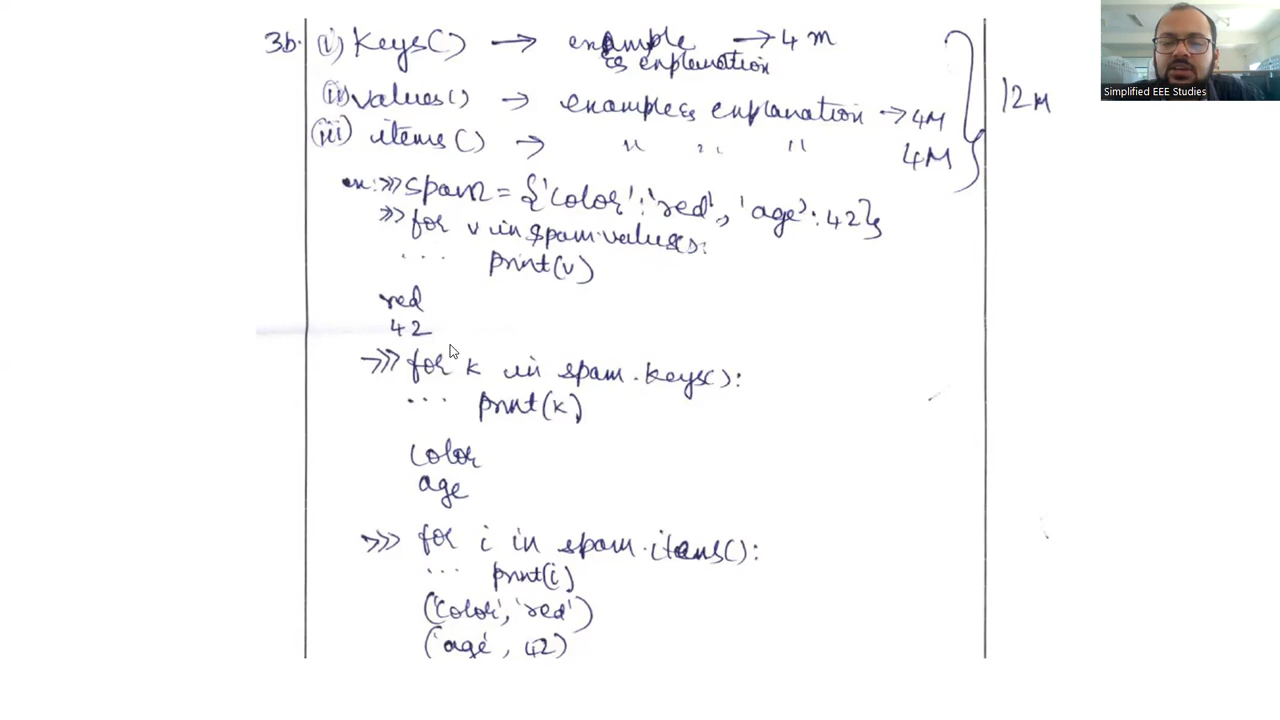 3b. (i) Keys() → example → 4 m
& explanation
(ii) values() → example & explanation → 4M
12M
(iii) items() → " " " 4M
ex: >>> spam = {'color': 'red', 'age': 42}
>>> for v in spam.values():
... print(v)
red
42
>>> for k in spam.keys():
... print(k)
color
age
>>> for i in spam.items():
... print(i)
('color', 'red')
('age', 42)
Simplified EEE Studies